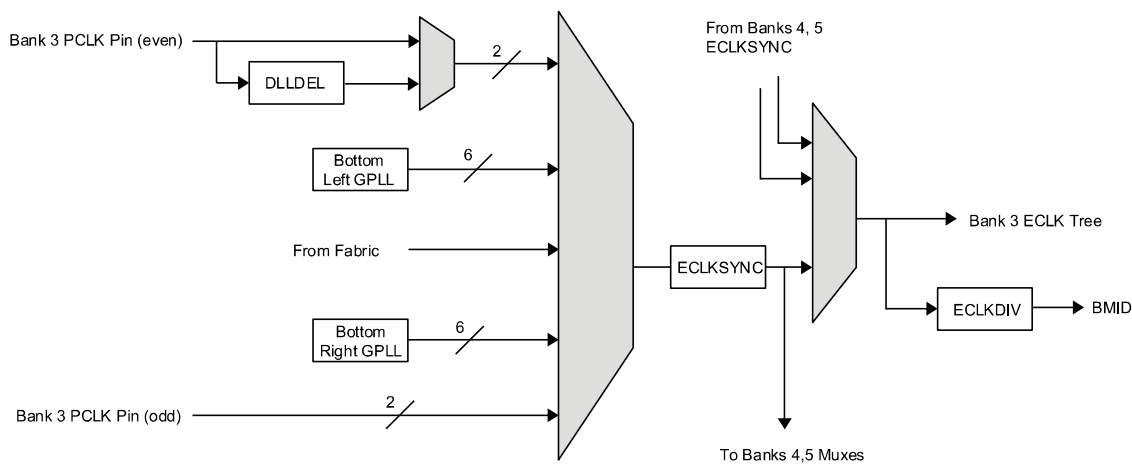 Bank 3 PCLK Pin (even)
DLLDEL
2
From Banks 4, 5
ECLKSYNC
Bottom
Left GPLL
6
From Fabric
ECLKSYNC
Bank 3 ECLK Tree
ECLKDIV
BMID
Bottom
Right GPLL
6
Bank 3 PCLK Pin (odd)
2
To Banks 4,5 Muxes